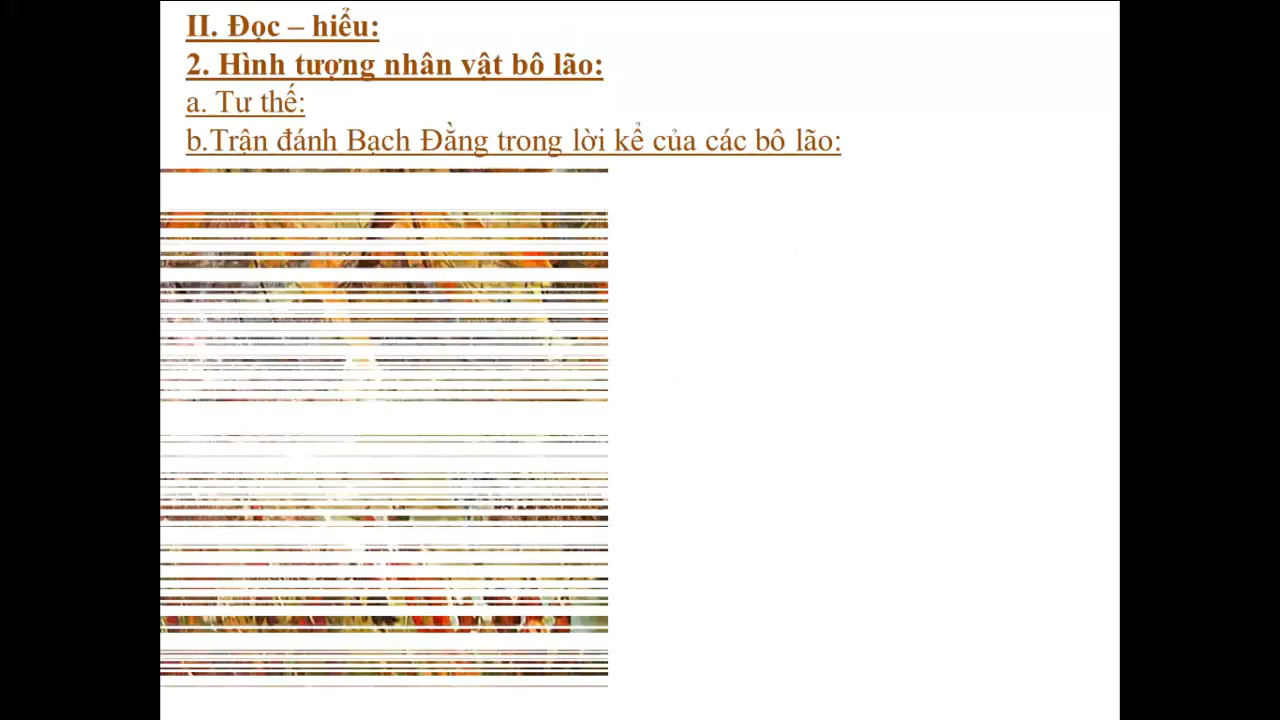 II. Đọc – hiểu:
2. Hình tượng nhân vật bô lão:
a. Tư thế:
b.Trận đánh Bạch Đằng trong lời kể của các bô lão: